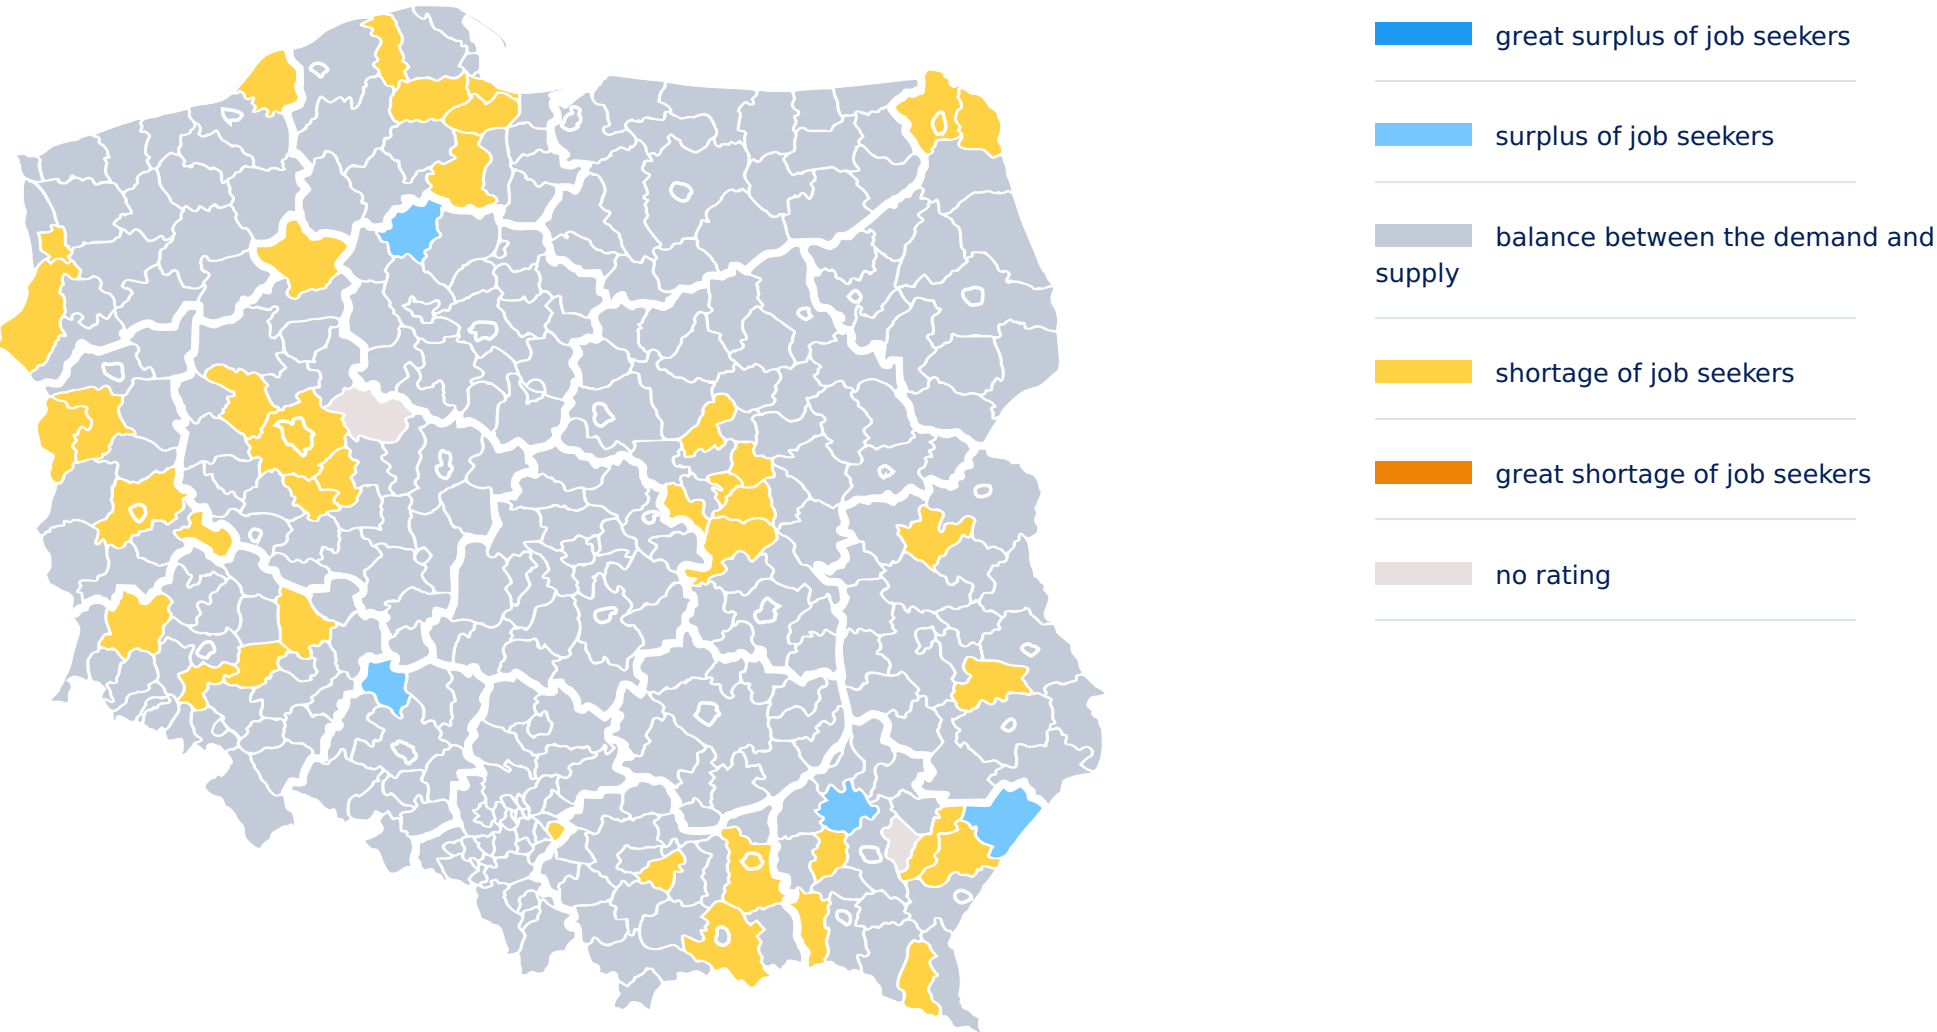 great surplus of job seekers
surplus of job seekers
balance between the demand and
supply
shortage of job seekers
great shortage of job seekers
no rating